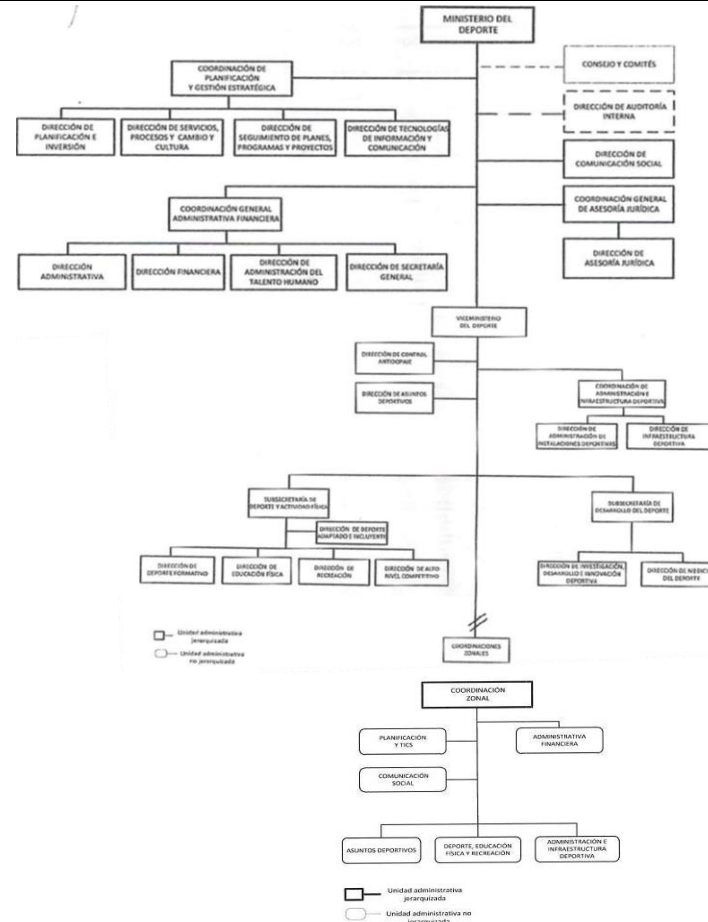 MINISTERIO DEL
DEPORTE
COORDINACIÓN DE
PLANIFICACIÓN
Y GESTIÓN ESTRATÉGICA
CONSEJO Y COMITÉS
DIRECCIÓN DE AUDITORÍA
INTERNA
DIRECCIÓN DE
PLANIFICACIÓN E
INVERSIÓN
DIRECCIÓN DE SERVICIOS,
PROCESOS Y CAMBIO Y
CULTURA
DIRECCIÓN DE
SEGUIMIENTO DE PLANES,
PROGRAMAS Y PROYECTOS
DIRECCIÓN DE TECNOLOGÍAS
DE INFORMACIÓN Y
COMUNICACIÓN
DIRECCIÓN DE
COMUNICACIÓN SOCIAL
COORDINACIÓN GENERAL
ADMINISTRATIVA FINANCIERA
COORDINACIÓN GENERAL
DE ASESORÍA JURÍDICA
DIRECCIÓN
ADMINISTRATIVA
DIRECCIÓN FINANCIERA
DIRECCIÓN DE
ADMINISTRACIÓN DEL
TALENTO HUMANO
DIRECCIÓN DE SECRETARÍA
GENERAL
DIRECCIÓN DE
ASESORÍA JURÍDICA
VICEMINISTERIO
DEL DEPORTE
DIRECCIÓN DE CONTROL
ANTIDOPAJE
DIRECCIÓN DE ASUNTOS
DEPORTIVOS
COORDINACIÓN DE
ADMINISTRACIÓN E
INFRAESTRUCTURA DEPORTIVA
DIRECCIÓN DE
ADMINISTRACIÓN DE
INSTALACIONES DEPORTIVAS
DIRECCIÓN DE
INFRAESTRUCTURA
DEPORTIVA
SUBSECRETARÍA DE
DEPORTE Y ACTIVIDAD FÍSICA
SUBSECRETARÍA DE
DESARROLLO DEL DEPORTE
DIRECCIÓN DE DEPORTE
ADAPTADO E INCLUYENTE
DIRECCIÓN DE
DEPORTE FORMATIVO
DIRECCIÓN DE
EDUCACIÓN FÍSICA
DIRECCIÓN DE
RECREACIÓN
DIRECCIÓN DE ALTO
NIVEL COMPETITIVO
DIRECCIÓN DE INVESTIGACIÓN,
DESARROLLO E INNOVACIÓN
DEPORTIVA
DIRECCIÓN DE MEDICI
DEL DEPORTE
Unidad administrativa
jerarquizada
Unidad administrativa
no jerarquizada
COORDINACIONES
ZONALES
COORDINACIÓN
ZONAL
PLANIFICACIÓN
Y TICS
ADMINISTRATIVA
FINANCIERA
COMUNICACIÓN
SOCIAL
ASUNTOS DEPORTIVOS
DEPORTE, EDUCACIÓN
FÍSICA Y RECREACIÓN
ADMINISTRACIÓN E
INFRAESTRUCTURA
DEPORTIVA
Unidad administrativa
jerarquizada
Unidad administrativa no
jerarquizada